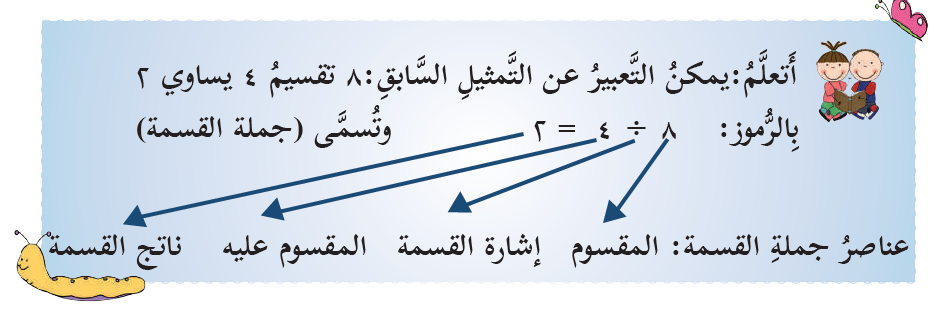 أَتعلَّمُ: يمكنُ التَّعبيرُ عن التَّمثيلِ السَّابقِ: ٨ تقسيمُ ٤ يساوي ٢
بِالرُّموز: ٨ ÷ ٤ = ٢ وتُسمَّى (جملة القسمة)
عناصرُ جملةِ القسمة: المقسوم إشارة القسمة المقسوم عليه ناتج القسمة